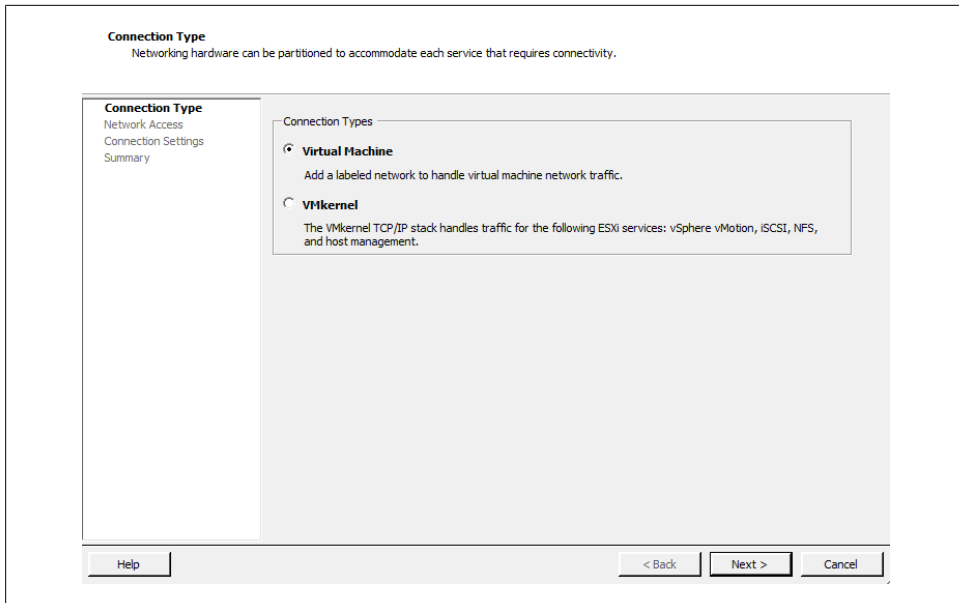 Connection Type
Networking hardware can be partitioned to accommodate each service that requires connectivity.
Connection Type
Network Access
Connection Settings
Summary
Connection Types
Virtual Machine
Add a labeled network to handle virtual machine network traffic.
VMkernel
The VMkernel TCP/IP stack handles traffic for the following ESXi services: vSphere vMotion, iSCSI, NFS,
and host management.
Help
< Back
Next >
Cancel